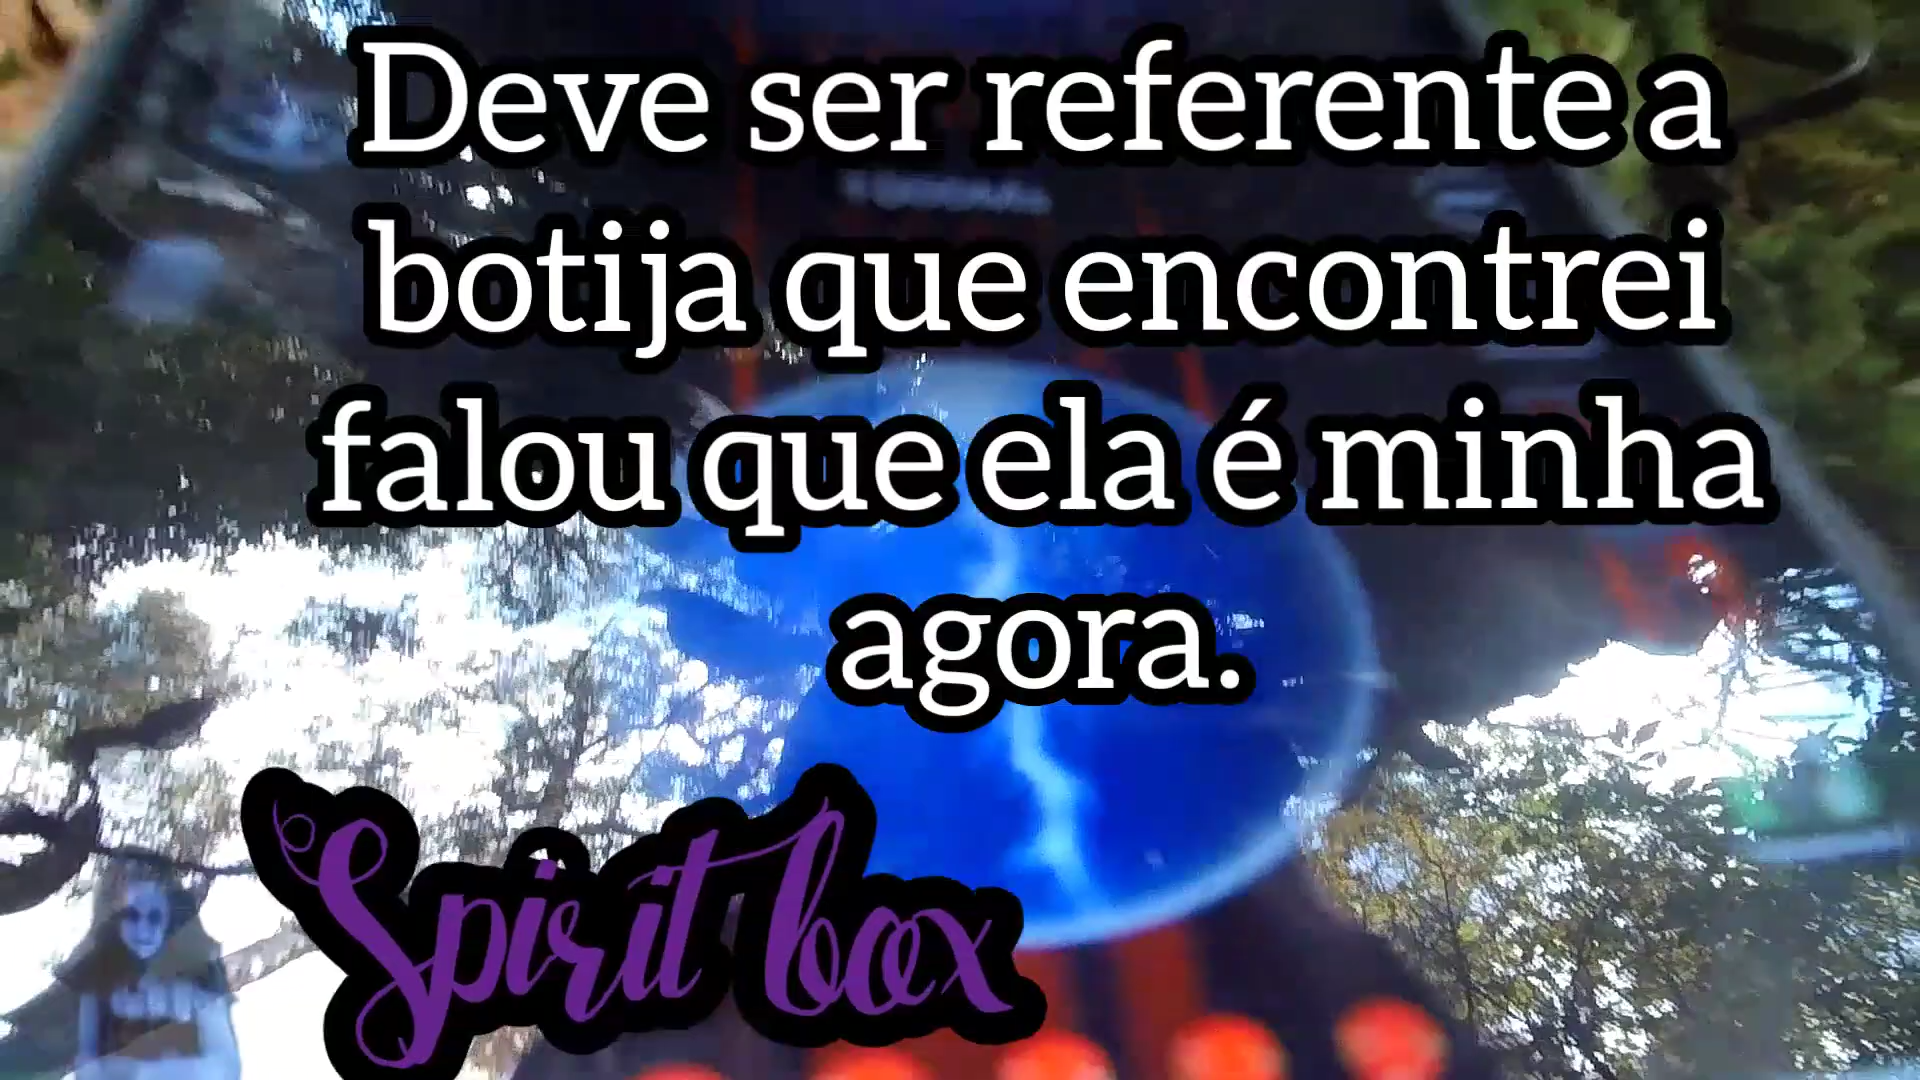 Deve ser referente a
botija que encontrei
falou que ela é minha
agora.
Spirit box